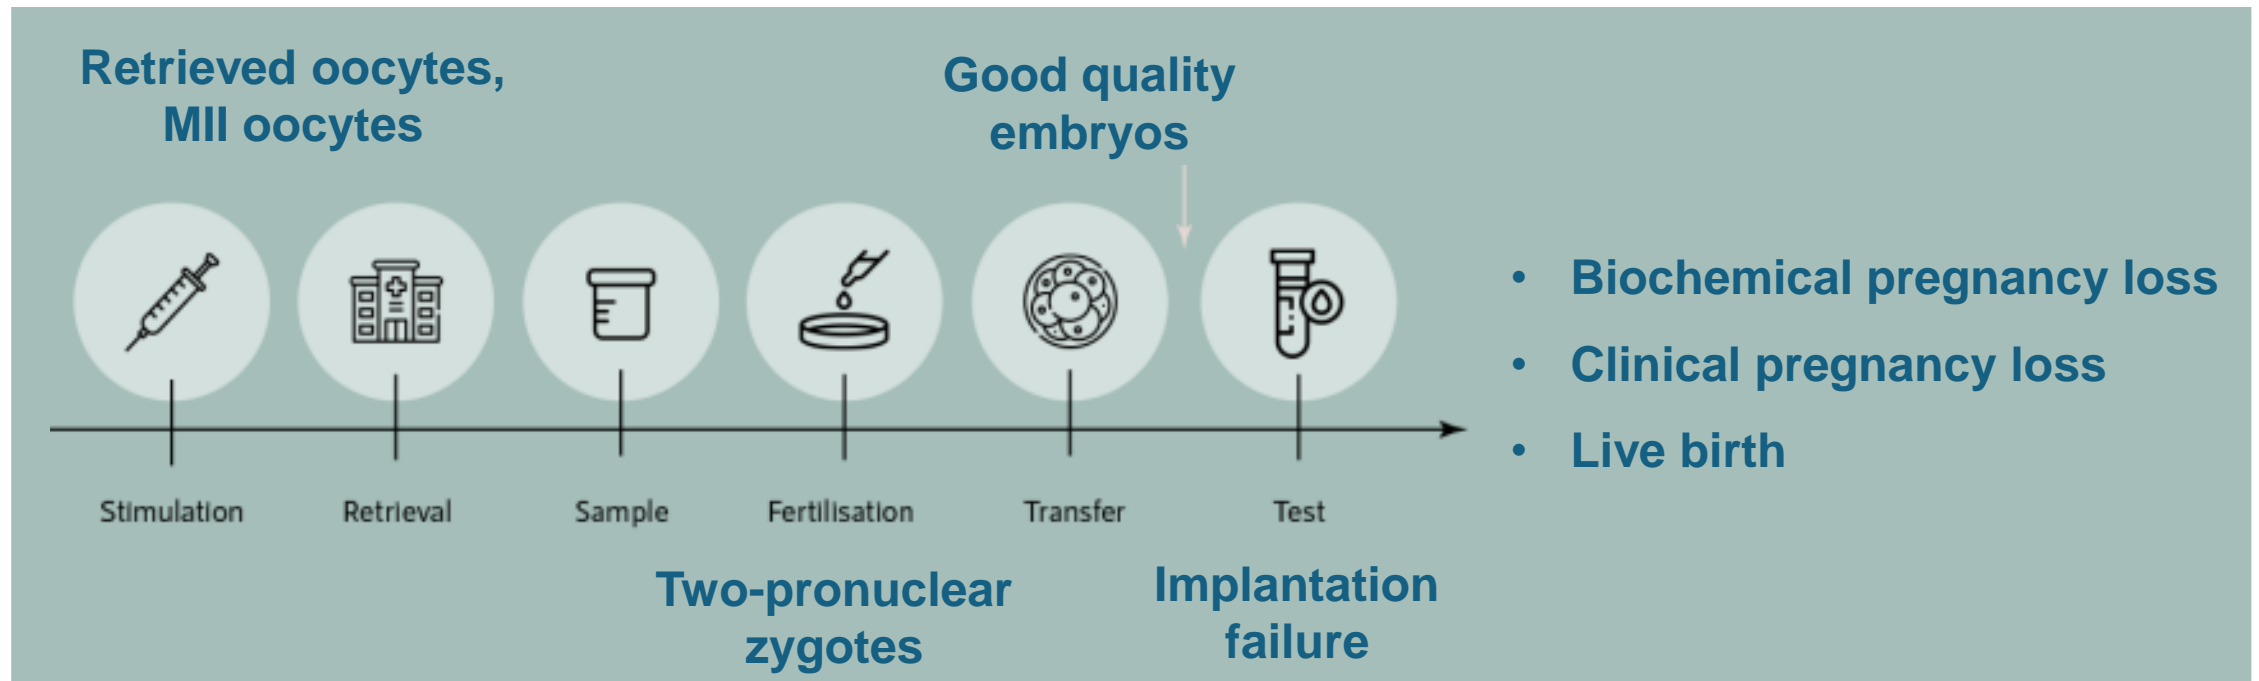 Retrieved oocytes,
MII oocytes
Good quality
embryos
• Biochemical pregnancy loss
• Clinical pregnancy loss
• Live birth
Stimulation
Retrieval
Sample
Fertilisation
Transfer
Test
Two-pronuclear
zygotes
Implantation
failure